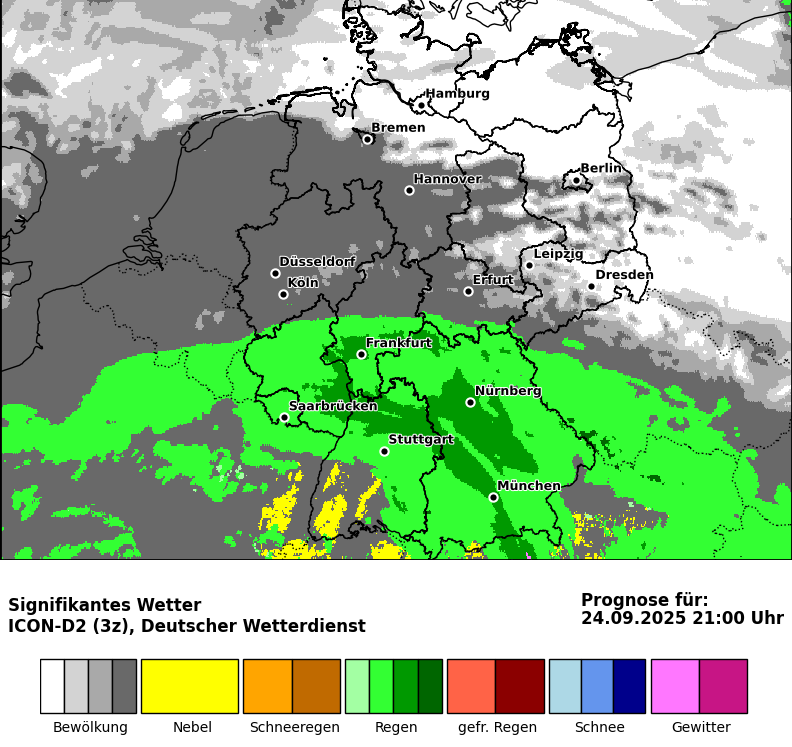 Hamburg
Bremen
Berlin
Hannover
Leipzig
Düsseldorf
Dresden
Erfurt
Köln
Frankfurt
Nürnberg
Saarbrücken
Stuttgart
München
Signifikantes Wetter
ICON-D2 (3z), Deutscher Wetterdienst
Prognose für:
24.09.2025 21:00 Uhr
Bewölkung Nebel Schneeregen Regen gefr. Regen Schnee Gewitter